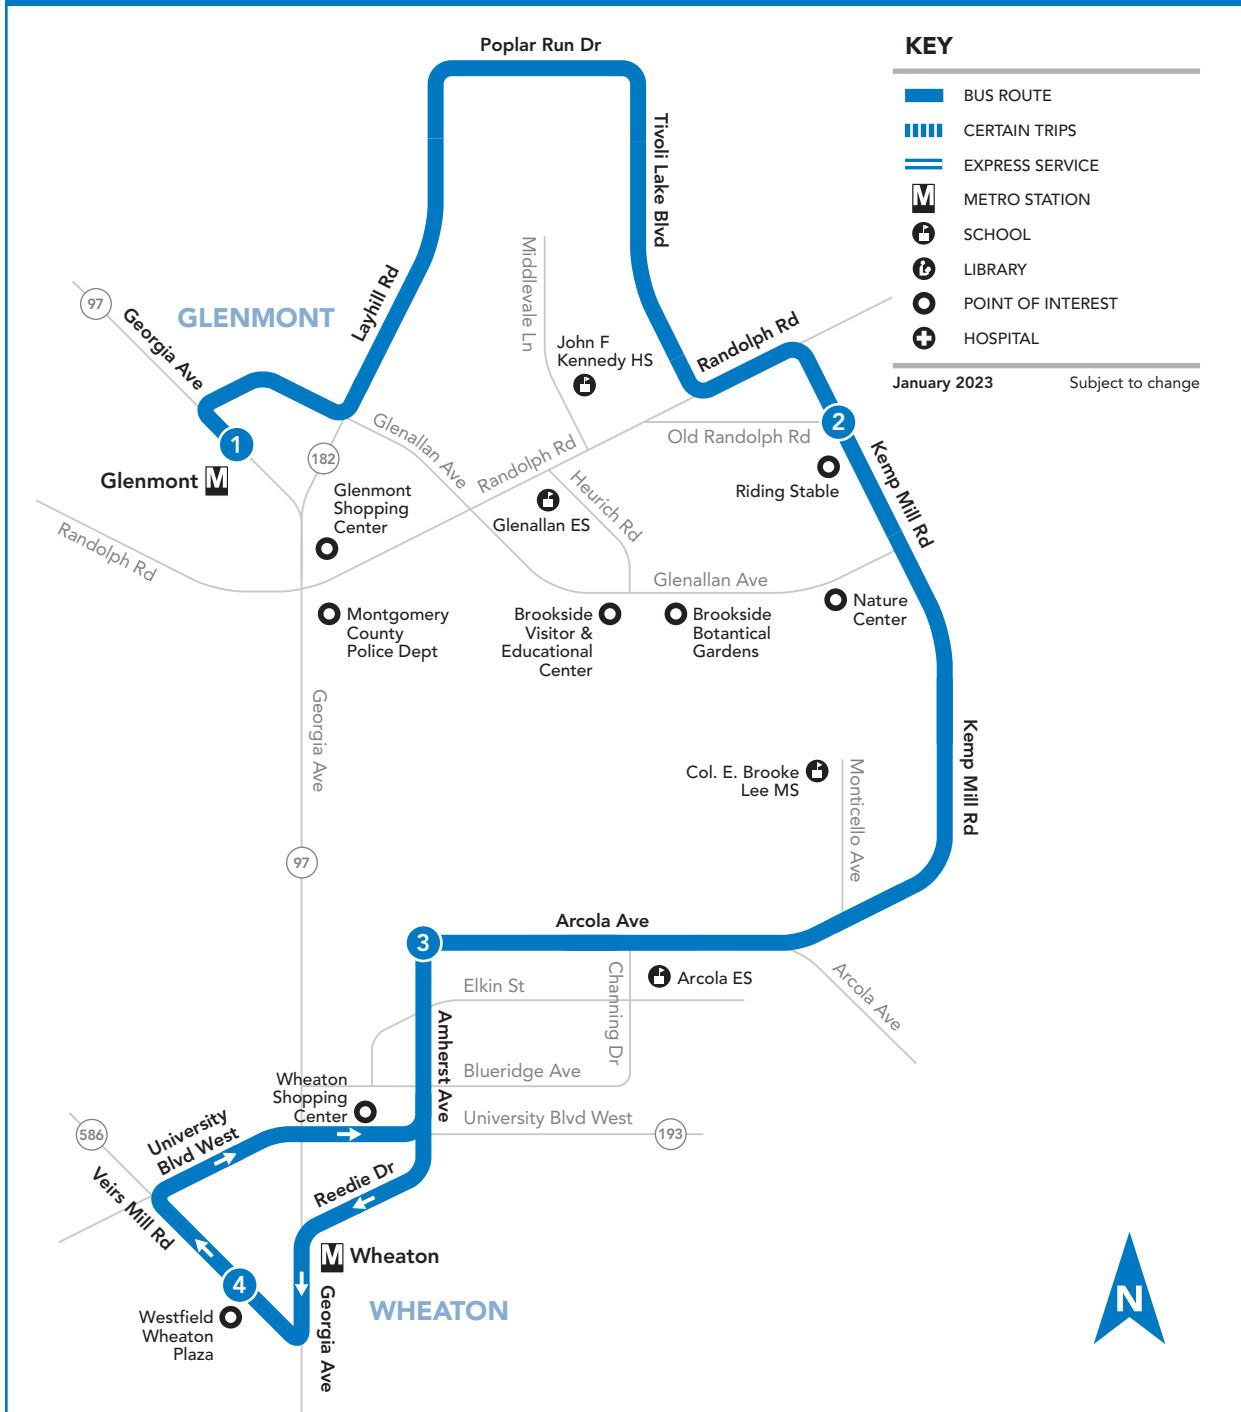 Poplar Run Dr
KEY
BUS ROUTE
CERTAIN TRIPS
EXPRESS SERVICE
M
METRO STATION
SCHOOL
LIBRARY
POINT OF INTEREST
HOSPITAL
January 2023
Subject to change
Tivoli Lake Blvd
Middlevale Ln
Layhill Rd
97
GLENMONT
Georgia Ave
John F
Kennedy HS
Randolph Rd
1
2
Glenallan Ave
Old Randolph Rd
Kemp Mill Rd
182
Randolph Rd
Glenmont
M
Glenmont
Shopping
Center
Riding Stable
Heurich Rd
Glenallan ES
Randolph Rd
Glenallan Ave
Montgomery
County
Police Dept
Brookside
Visitor &
Educational
Center
Brookside
Botantical
Gardens
Nature
Center
Georgia Ave
Kemp Mill Rd
Col. E. Brooke
Lee MS
Monticello Ave
97
Arcola Ave
3
Arcola ES
Channing Dr
Arcola Ave
Elkin St
Amherst Ave
Blueridge Ave
Wheaton
Shopping
Center
University Blvd West
193
586
University
Blvd West
Veirs Mill Rd
Reedie Dr
M
Wheaton
4
WHEATON
Westfield
Wheaton
Plaza
Georgia Ave
N